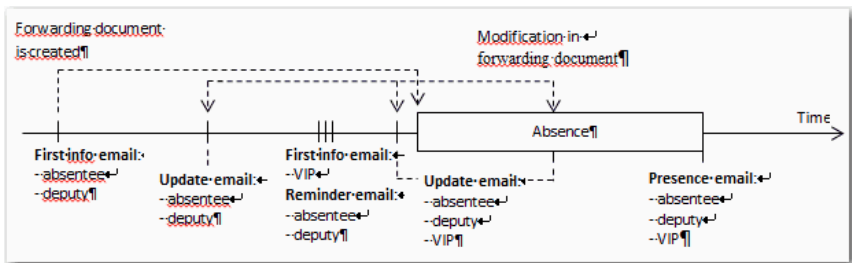 Forwarding document
is created¶
Modification in↵
forwarding document¶
Time
Absence¶
First info email:↵
- absentee↵
- deputy¶
Update email:↵
- absentee↵
- deputy¶
First info email:↵
- VIP↵
Reminder email:↵
- absentee↵
- deputy¶
Update email:↵
- absentee↵
- deputy↵
- VIP¶
Presence email:↵
- absentee↵
- deputy↵
- VIP¶